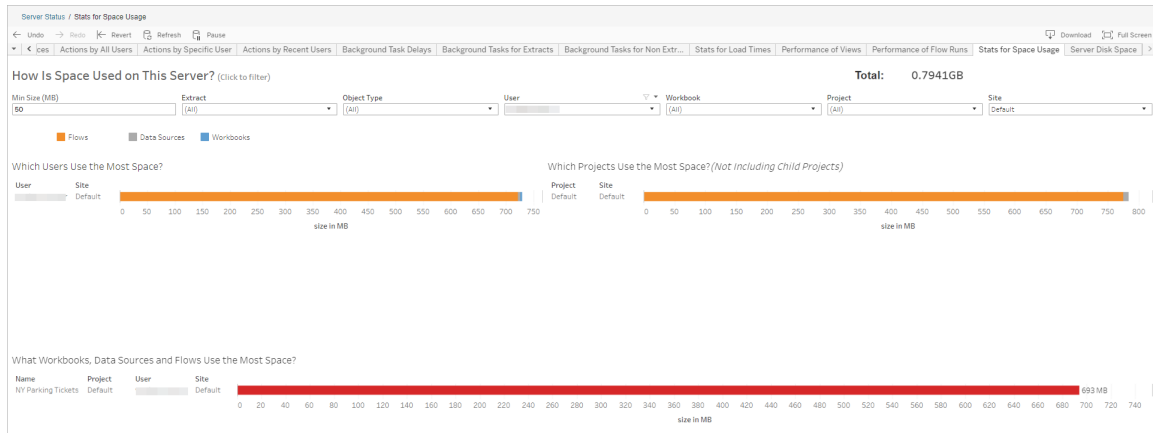 Server Status / Stats for Space Usage
← Undo → Redo Revert Refresh Pause Download Full Screen
ces Actions by All Users Actions by Specific User Actions by Recent Users Background Task Delays Background Tasks for Extracts Background Tasks for Non Extr... Stats for Load Times Performance of Views Performance of Flow Runs Stats for Space Usage Server Disk Space
How Is Space Used on This Server? (Click to filter) Total: 0.7941GB
Min Size (MB) Extract Object Type User Workbook Project Site
50 (All) (All) (All) (All) Default
Flows Data Sources Workbooks
Which Users Use the Most Space? Which Projects Use the Most Space?(Not Including Child Projects)
User Site Project Site
Default Default Default
0 50 100 150 200 250 300 350 400 450 500 550 600 650 700 750 0 50 100 150 200 250 300 350 400 450 500 550 600 650 700 750 800
size in MB size in MB
What Workbooks, Data Sources and Flows Use the Most Space?
Name Project User Site
NY Parking Tickets Default Default 693 MB
0 20 40 60 80 100 120 140 160 180 200 220 240 260 280 300 320 340 360 380 400 420 440 460 480 500 520 540 560 580 600 620 640 660 680 700 720 740
size in MB